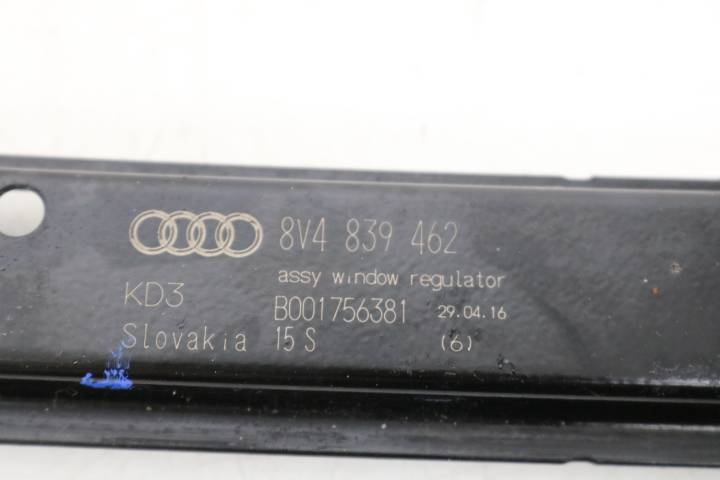 8V4 839 462
assy window regulator
KD3 B001756381 29.04.16
Slovakia 15 S (6)